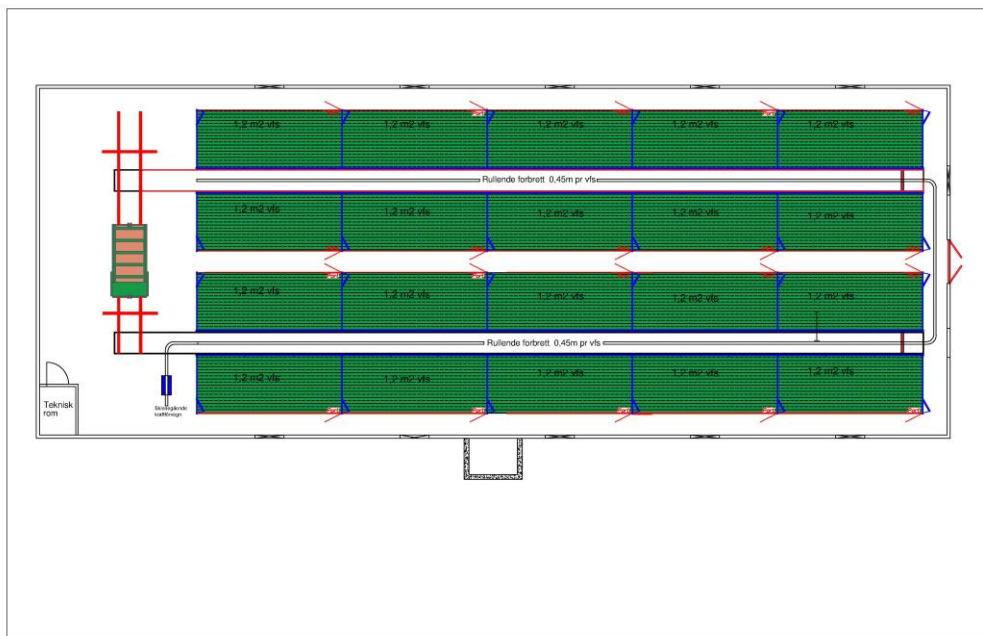 1,2 m2 vfs 1,2 m2 vfs 1,2 m2 vfs 1,2 m2 vfs 1,2 m2 vfs
Rullende forbrett 0,45m pr vfs
1,2 m2 vfs 1,2 m2 vfs 1,2 m2 vfs 1,2 m2 vfs 1,2 m2 vfs
1,2 m2 vfs 1,2 m2 vfs 1,2 m2 vfs 1,2 m2 vfs 1,2 m2 vfs
Rullende forbrett 0,45m pr vfs
1,2 m2 vfs 1,2 m2 vfs 1,2 m2 vfs 1,2 m2 vfs 1,2 m2 vfs
Teknisk
rom